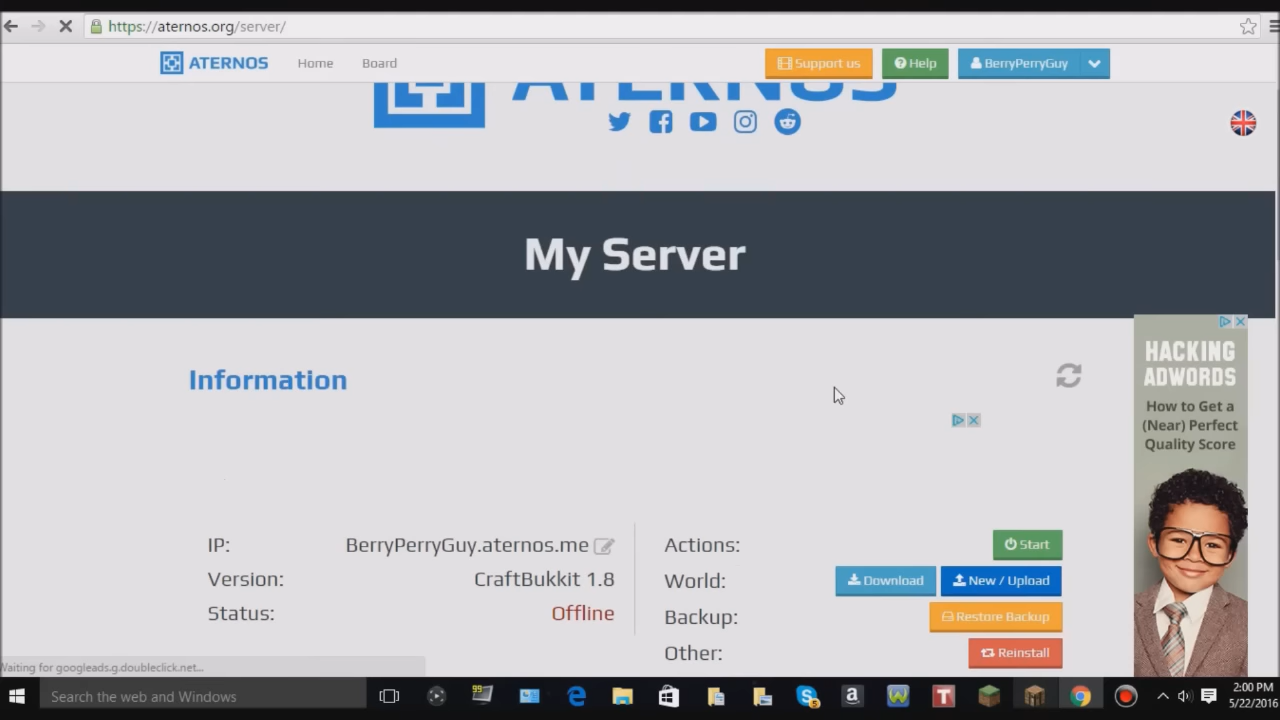 https://aternos.org/server/
ATERNOS Home Board Support us Help BerryPerryGuy
ATERNOS
My Server
Information
HACKING
ADWORDS
How to Get a
(Near) Perfect
Quality Score
IP: BerryPerryGuy.aternos.me
Version: CraftBukkit 1.8
Status: Offline
Actions: Start
World: Download New / Upload
Backup: Restore Backup
Other: Reinstall
Waiting for googleads.g.doubleclick.net...
Search the web and Windows
99
5
a
W
T
2:00 PM
5/22/2016